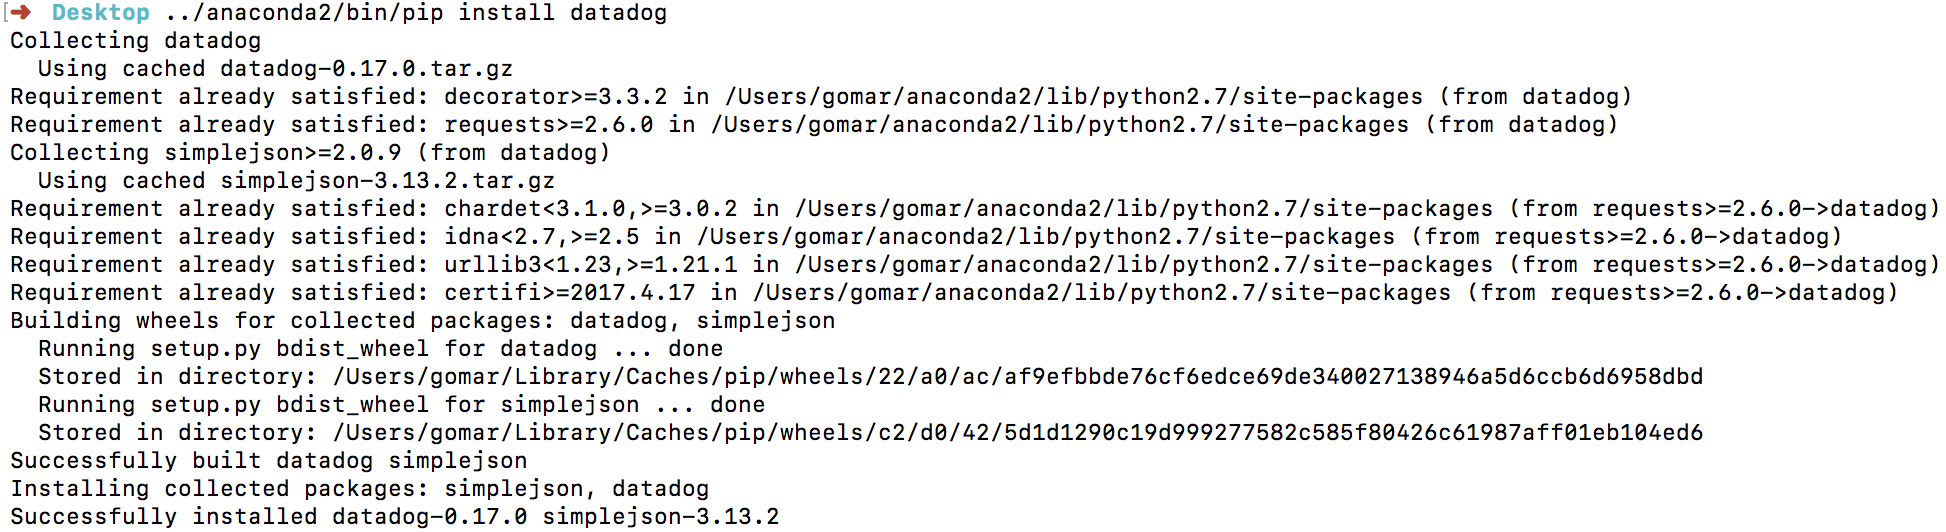 [➜ Desktop ../anaconda2/bin/pip install datadog
Collecting datadog
  Using cached datadog-0.17.0.tar.gz
Requirement already satisfied: decorator>=3.3.2 in /Users/gomar/anaconda2/lib/python2.7/site-packages (from datadog)
Requirement already satisfied: requests>=2.6.0 in /Users/gomar/anaconda2/lib/python2.7/site-packages (from datadog)
Collecting simplejson>=2.0.9 (from datadog)
  Using cached simplejson-3.13.2.tar.gz
Requirement already satisfied: chardet<3.1.0,>=3.0.2 in /Users/gomar/anaconda2/lib/python2.7/site-packages (from requests>=2.6.0->datadog)
Requirement already satisfied: idna<2.7,>=2.5 in /Users/gomar/anaconda2/lib/python2.7/site-packages (from requests>=2.6.0->datadog)
Requirement already satisfied: urllib3<1.23,>=1.21.1 in /Users/gomar/anaconda2/lib/python2.7/site-packages (from requests>=2.6.0->datadog)
Requirement already satisfied: certifi>=2017.4.17 in /Users/gomar/anaconda2/lib/python2.7/site-packages (from requests>=2.6.0->datadog)
Building wheels for collected packages: datadog, simplejson
  Running setup.py bdist_wheel for datadog ... done
  Stored in directory: /Users/gomar/Library/Caches/pip/wheels/22/a0/ac/af9efbbde76cf6edce69de340027138946a5d6ccb6d6958dbd
  Running setup.py bdist_wheel for simplejson ... done
  Stored in directory: /Users/gomar/Library/Caches/pip/wheels/c2/d0/42/5d1d1290c19d999277582c585f80426c61987aff01eb104ed6
Successfully built datadog simplejson
Installing collected packages: simplejson, datadog
Successfully installed datadog-0.17.0 simplejson-3.13.2